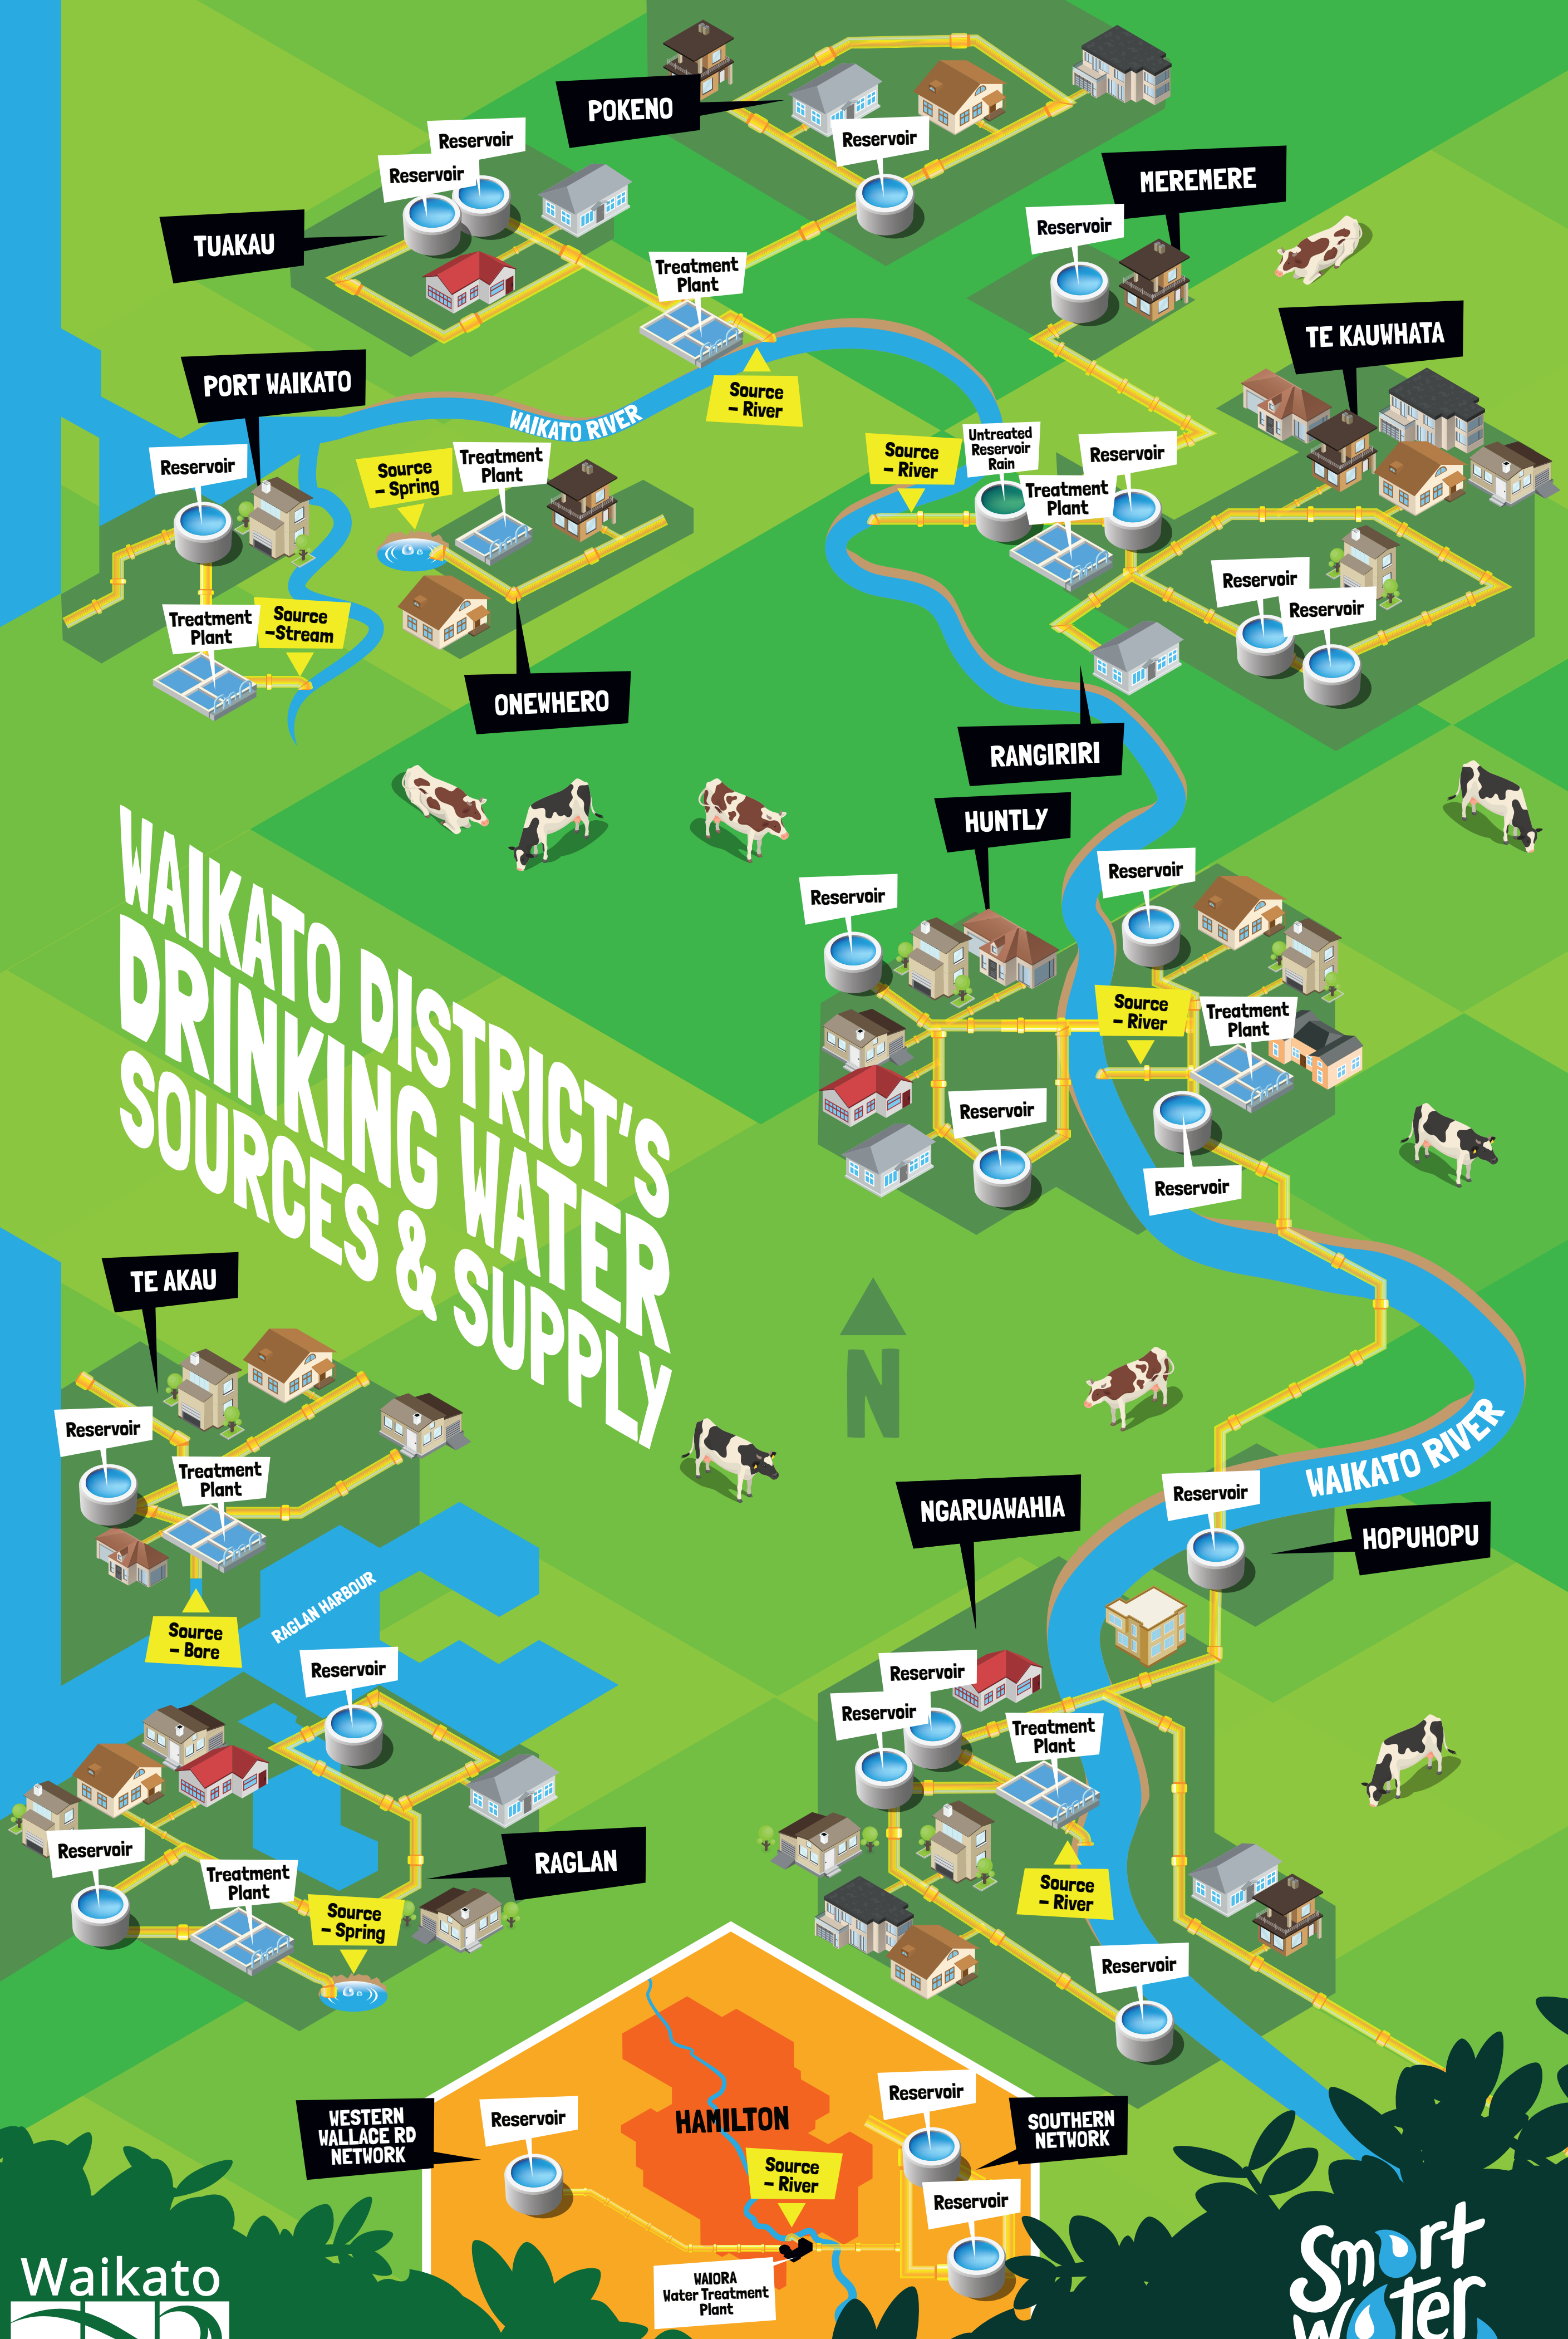 POKENO
Reservoir
Reservoir
Reservoir
MEREMERE
Reservoir
TUAKAU
Treatment
Plant
TE KAUWHATA
PORT WAIKATO
Source
– River
WAIKATO RIVER
Reservoir
Source
– Spring
Treatment
Plant
Source
– River
Untreated
Reservoir
Rain
Reservoir
Treatment
Plant
Reservoir
Reservoir
Treatment
Plant
Source
–Stream
ONEWHERO
RANGIRIRI
HUNTLY
Reservoir
Reservoir
Source
– River
Treatment
Plant
Reservoir
Reservoir
WAIKATO DISTRICT'S
DRINKING WATER
SOURCES & SUPPLY
TE AKAU
N
Reservoir
Treatment
Plant
WAIKATO RIVER
NGARUAWAHIA
Reservoir
HOPUHOPU
Source
– Bore
RAGLAN HARBOUR
Reservoir
Reservoir
Reservoir
Treatment
Plant
Reservoir
Treatment
Plant
RAGLAN
Source
– Spring
Source
– River
Reservoir
WESTERN
WALLACE RD
NETWORK
Reservoir
HAMILTON
Reservoir
SOUTHERN
NETWORK
Source
– River
Reservoir
WAIORA
Water Treatment
Plant
Waikato
Smart
Water